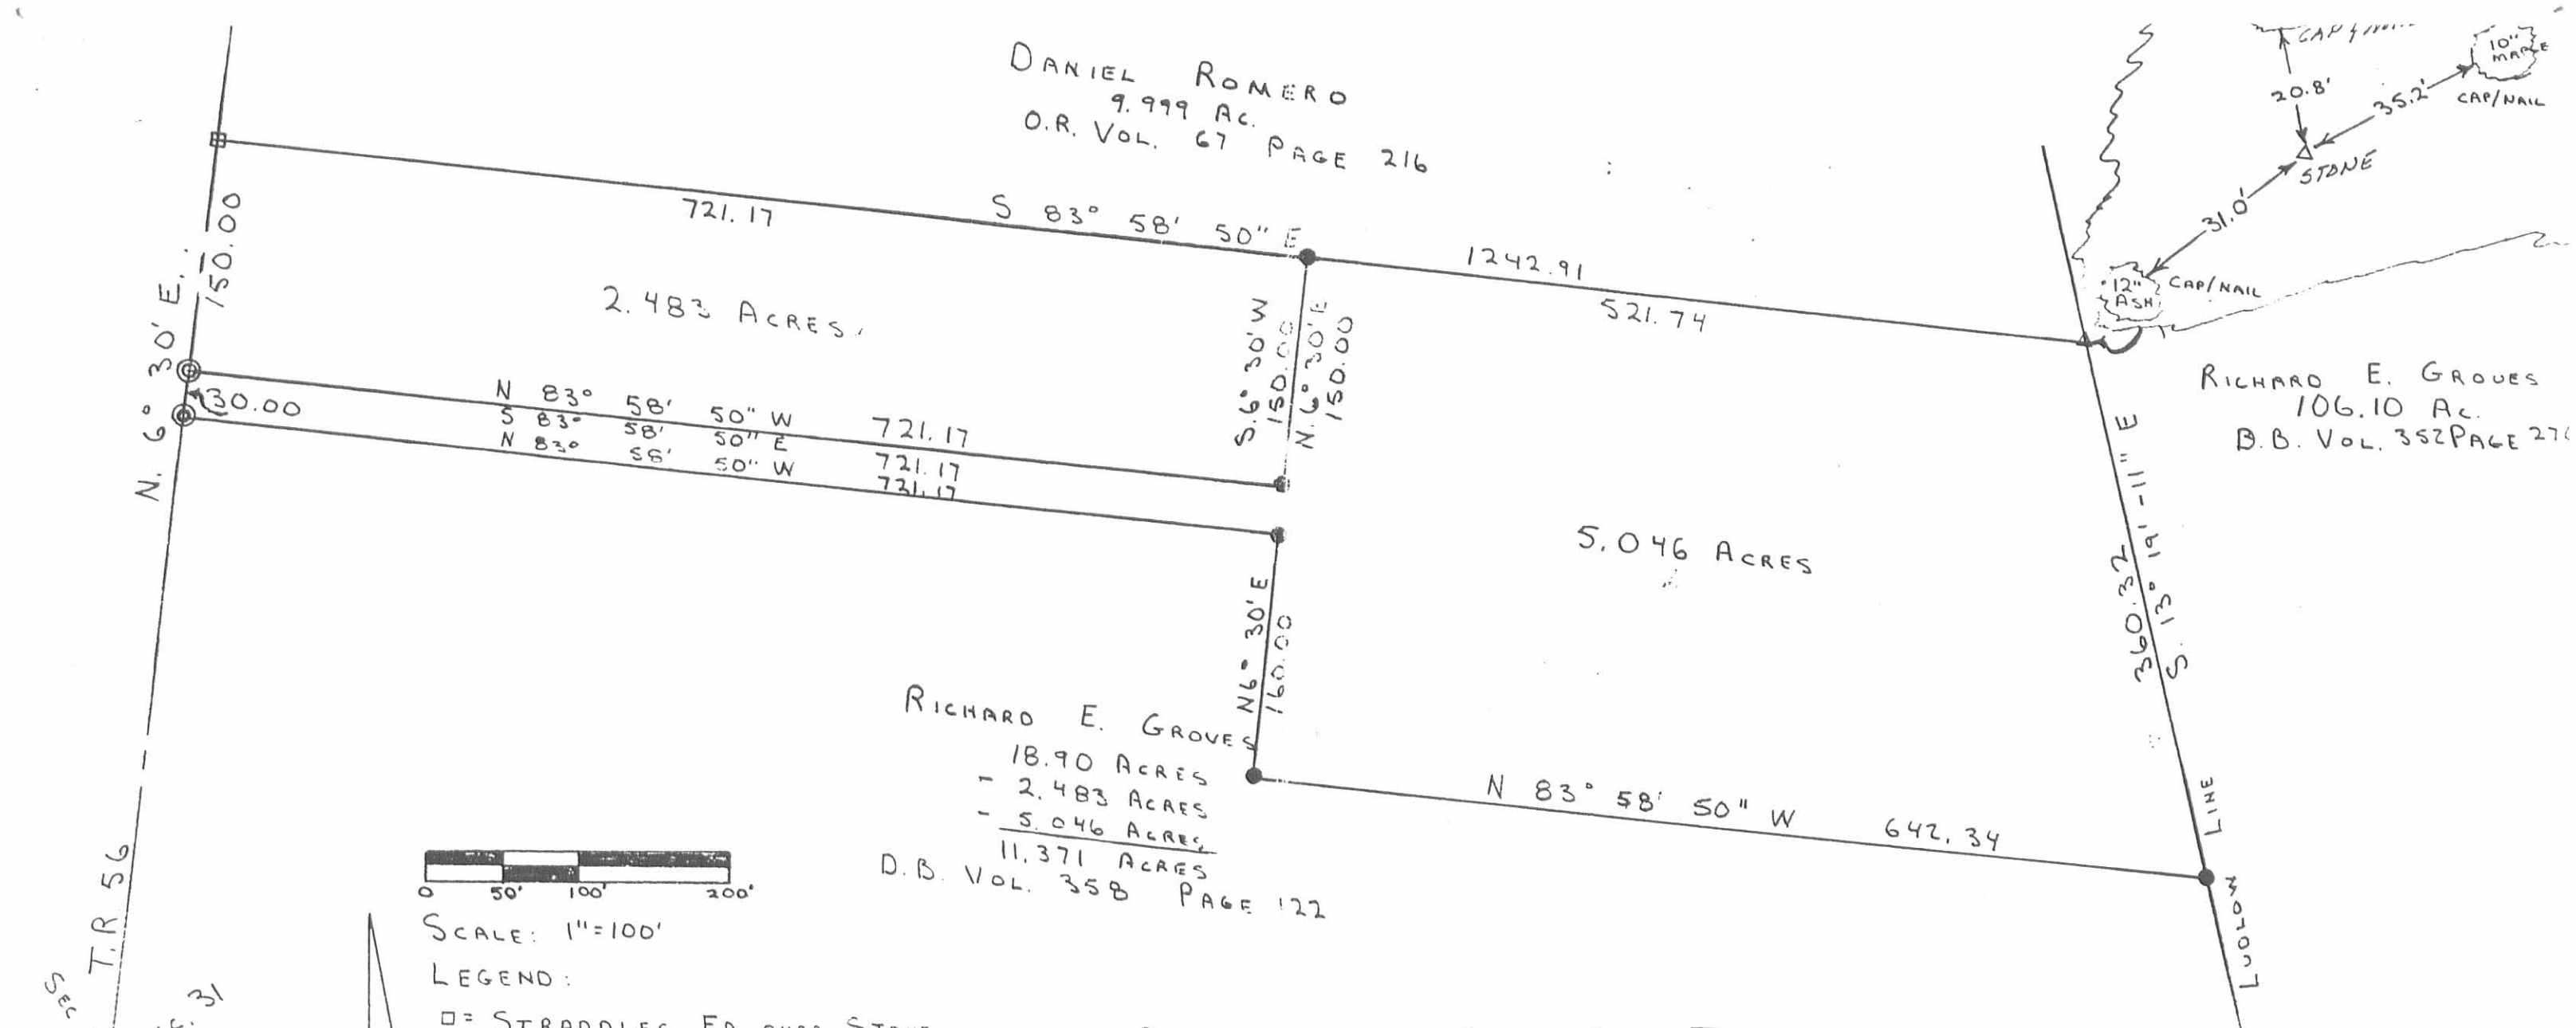 DANIEL ROMERO
9.999 AC.
O.R. VOL. 67 PAGE 216
CAP
10"
MAPLE
20.8'
35.2'
CAP/NAIL
STONE
31.0'
12"
ASH
CAP/NAIL
150.00
N. 6° 30' E.
721.17
S 83° 58' 50" E
1242.91
521.74
2.483 ACRES
S. 6° 30' W
150.00
N. 6° 30' E
150.00
30.00
N 83° 58' 50" W 721.17
S 83° 58' 50" E 721.17
N 83° 58' 50" W 721.17
RICHARD E. GROVES
106.10 AC.
D.B. VOL. 352 PAGE
360.32
S. 13° 19'-11" E
5.046 ACRES
N 6° 30' E
160.00
RICHARD E. GROVES
18.90 ACRES
- 2.483 ACRES
- 5.046 ACRES
11.371 ACRES
D.B. VOL. 358 PAGE 122
N 83° 58' 50" W 642.34
LUDLOW LINE
T.R. 56
SEC
31
0 50' 100' 200'
SCALE: 1"=100'
LEGEND:
□= STRADDLES